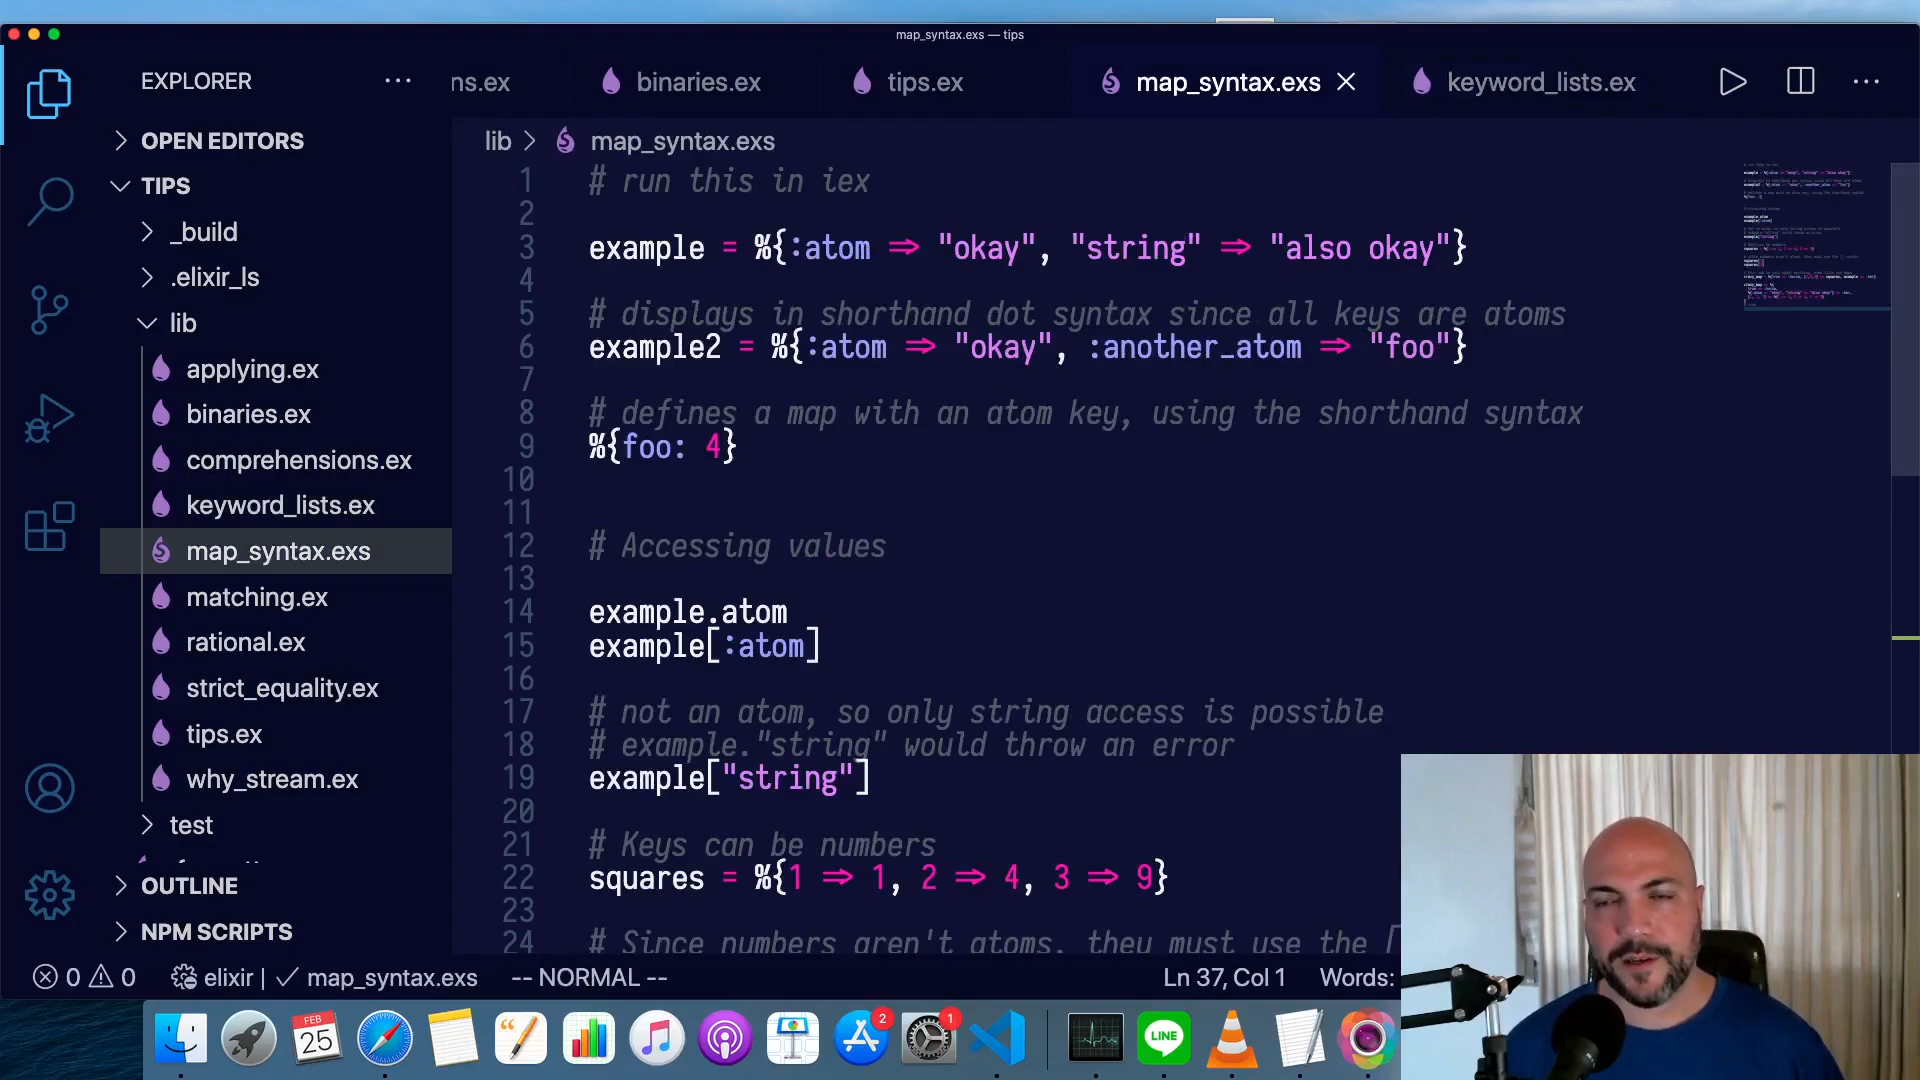 map_syntax.exs — tips
EXPLORER
ns.ex
binaries.ex
tips.ex
map_syntax.exs
keyword_lists.ex
OPEN EDITORS
TIPS
_build
.elixir_ls
lib
applying.ex
binaries.ex
comprehensions.ex
keyword_lists.ex
map_syntax.exs
matching.ex
rational.ex
strict_equality.ex
tips.ex
why_stream.ex
test
OUTLINE
NPM SCRIPTS
lib > map_syntax.exs
1 # run this in iex
2
3 example = %{:atom => "okay", "string" => "also okay"}
4
5 # displays in shorthand dot syntax since all keys are atoms
6 example2 = %{:atom => "okay", :another_atom => "foo"}
7
8 # defines a map with an atom key, using the shorthand syntax
9 %{foo: 4}
10
11
12 # Accessing values
13
14 example.atom
15 example[:atom]
16
17 # not an atom, so only string access is possible
18 # example."string" would throw an error
19 example["string"]
20
21 # Keys can be numbers
22 squares = %{1 => 1, 2 => 4, 3 => 9}
23
24 # Since numbers aren't atoms, they must use the [
0 0 elixir | ✓ map_syntax.exs -- NORMAL -- Ln 37, Col 1 Words:
FEB
25
2
1
LINE